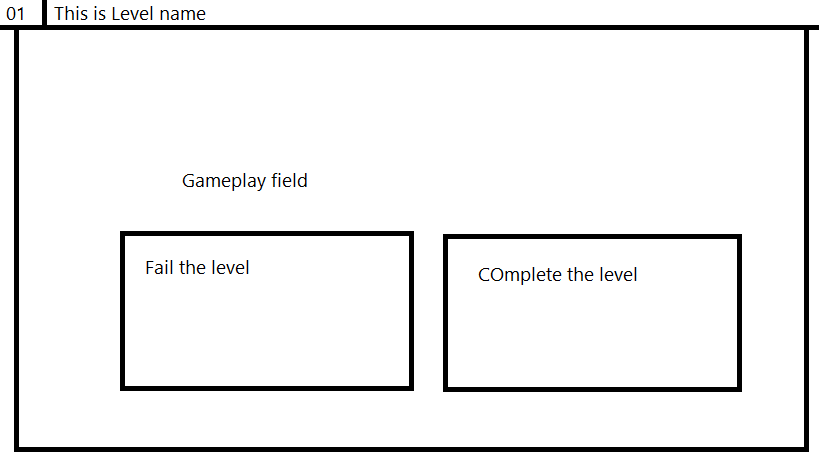 01 This is Level name
Gameplay field
Fail the level
COmplete the level